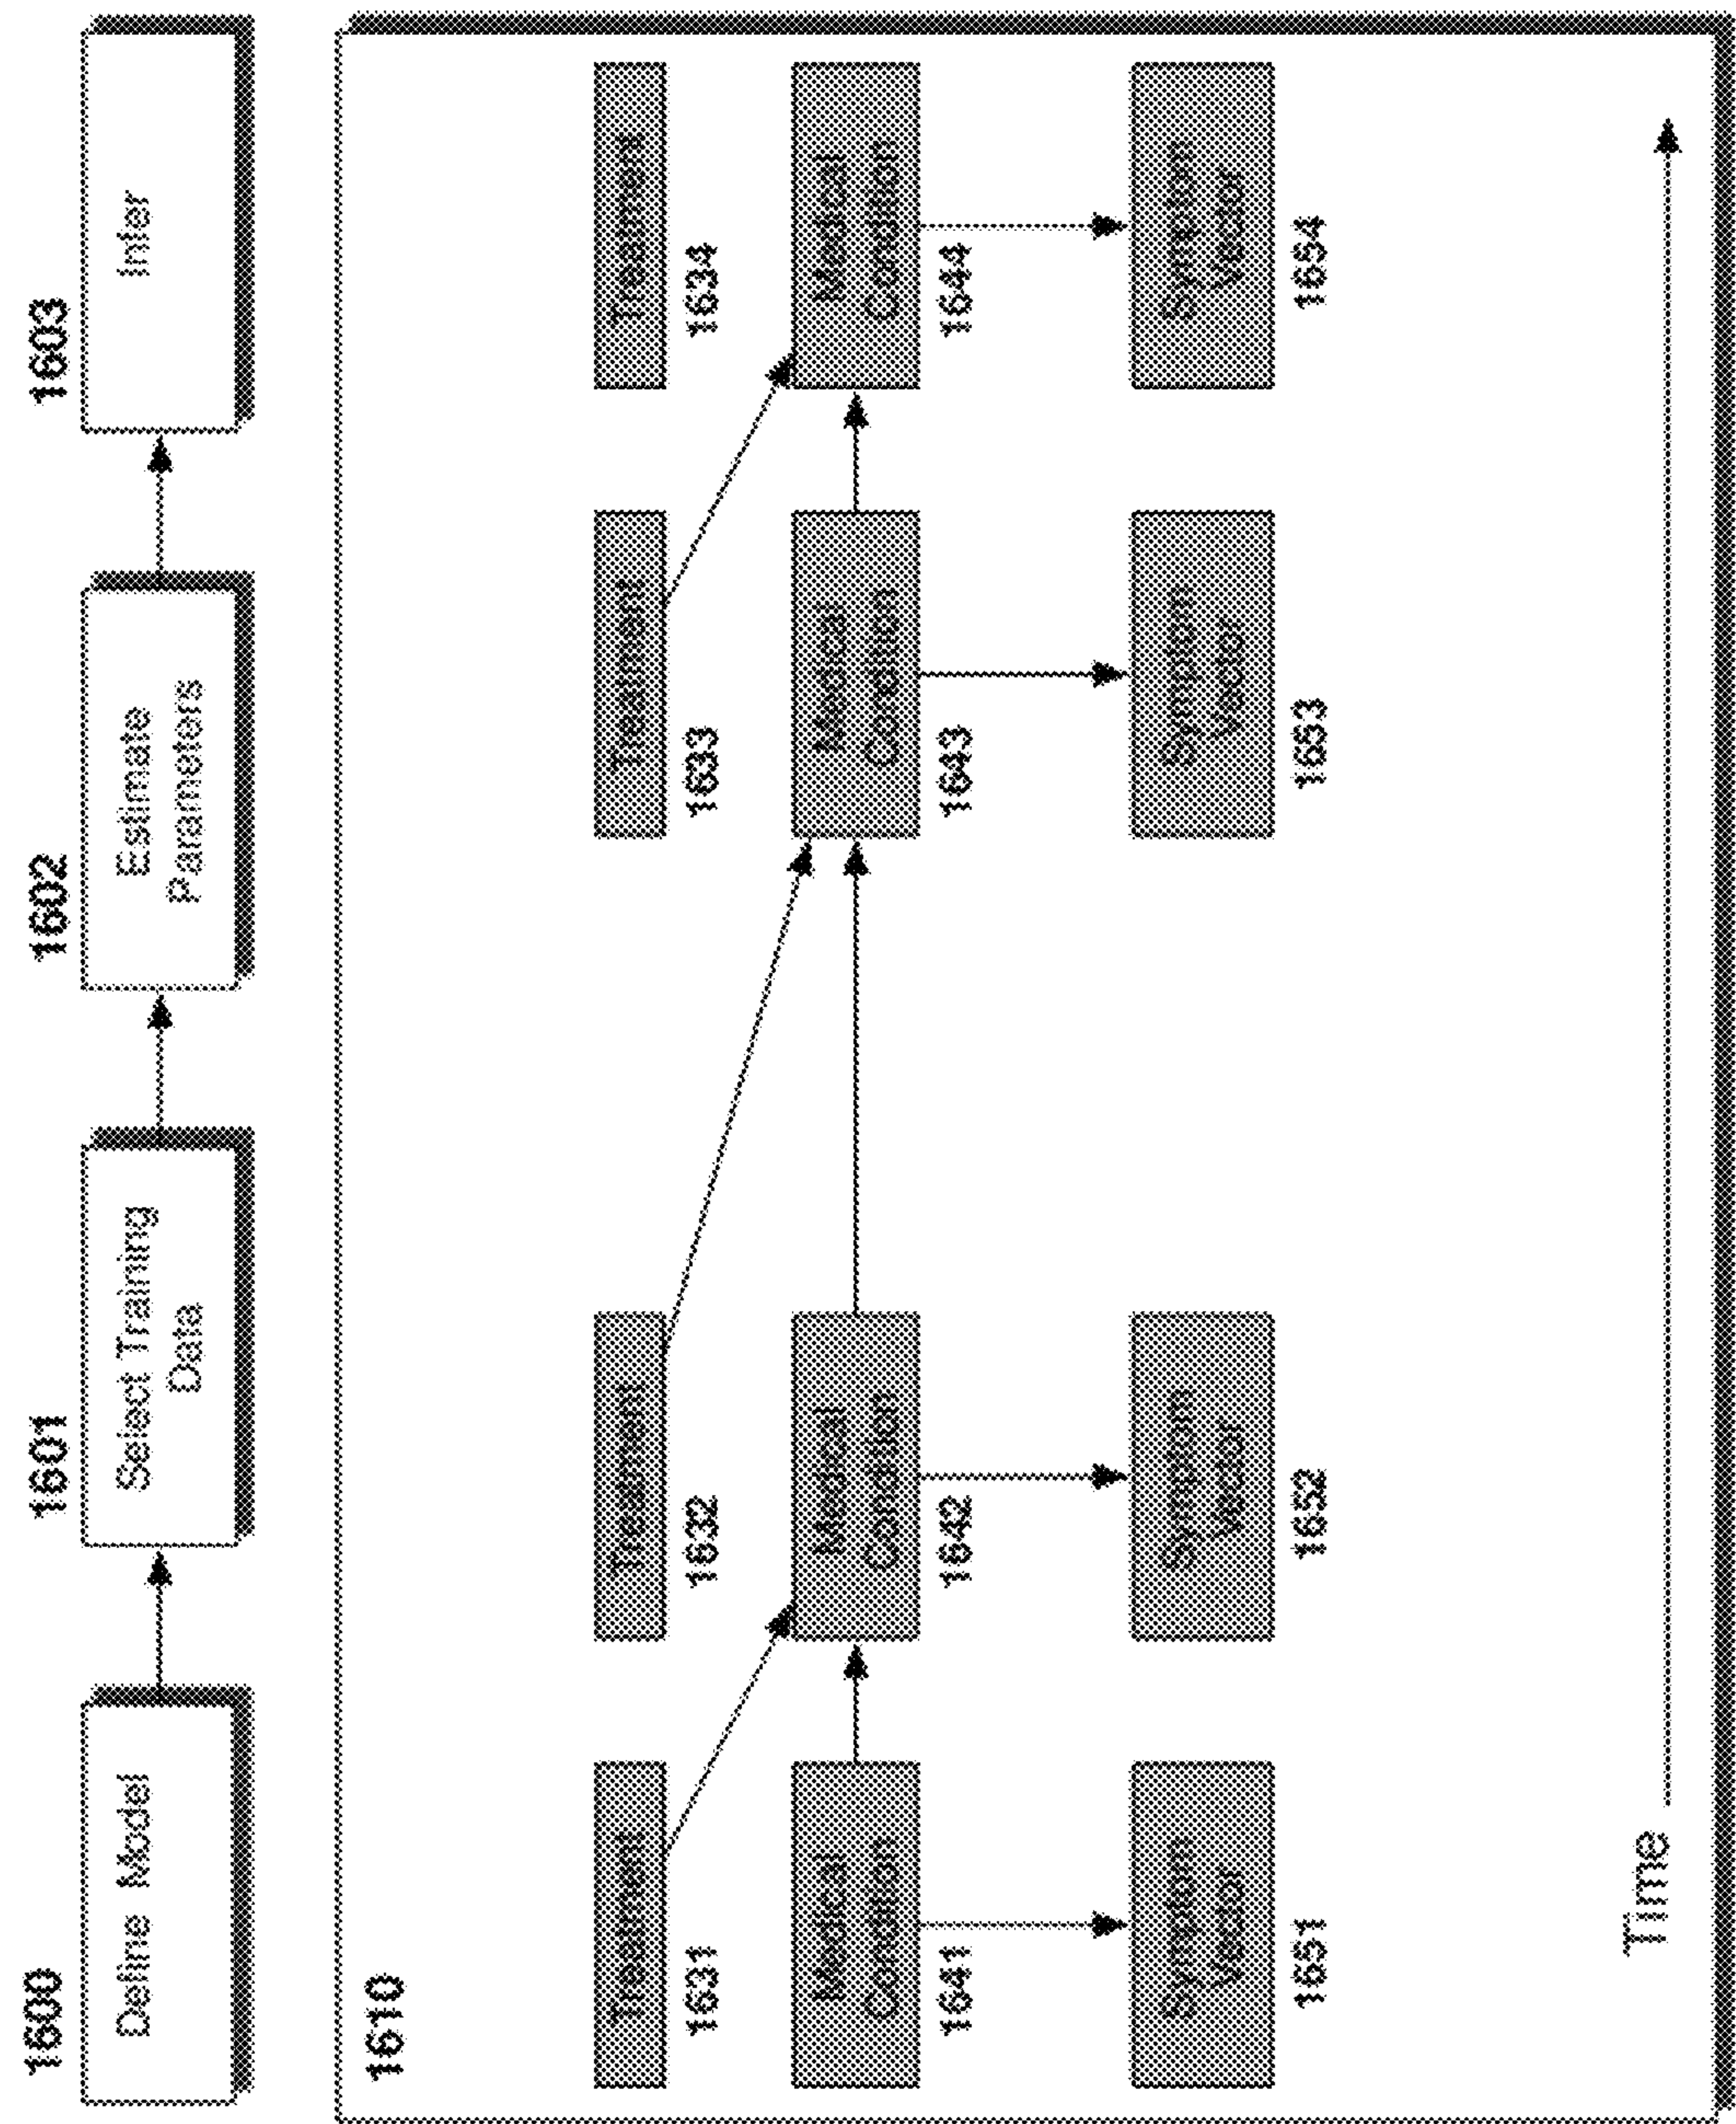 1600
Define Model
1601
Select Training
Data
1602
Estimate
Parameters
1603
Infer
1610
Treatment
1631
Treatment
1632
Treatment
1633
Treatment
1634
Medical
Condition
1641
Medical
Condition
1642
Medical
Condition
1643
Medical
Condition
1644
Symptom
Vector
1651
Symptom
Vector
1652
Symptom
Vector
1653
Symptom
Vector
1654
Time